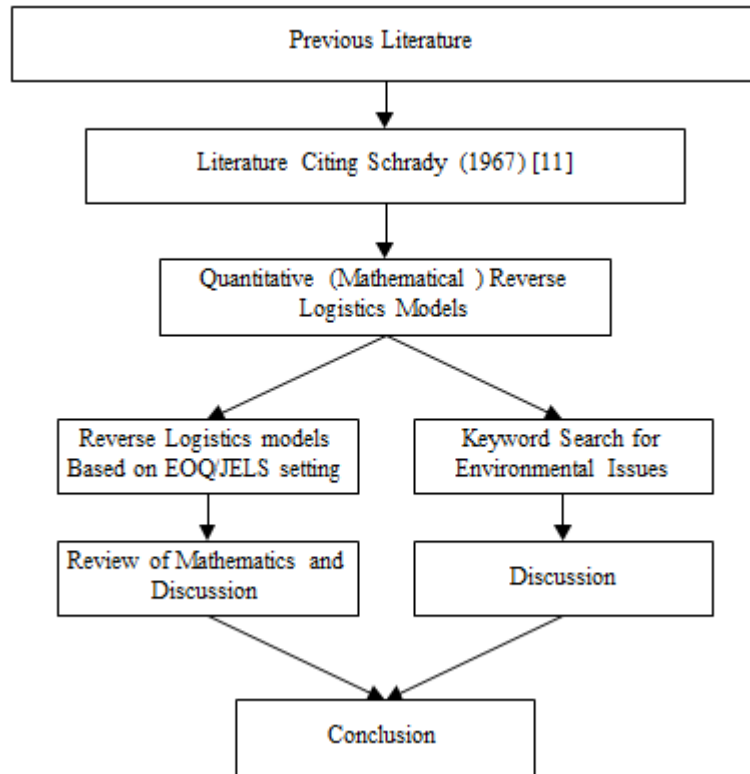 Previous Literature
Literature Citing Schrady (1967) [11]
Quantitative (Mathematical ) Reverse
Logistics Models
Reverse Logistics models
Based on EOQ/JELS setting
Keyword Search for
Environmental Issues
Review of Mathematics and
Discussion
Discussion
Conclusion